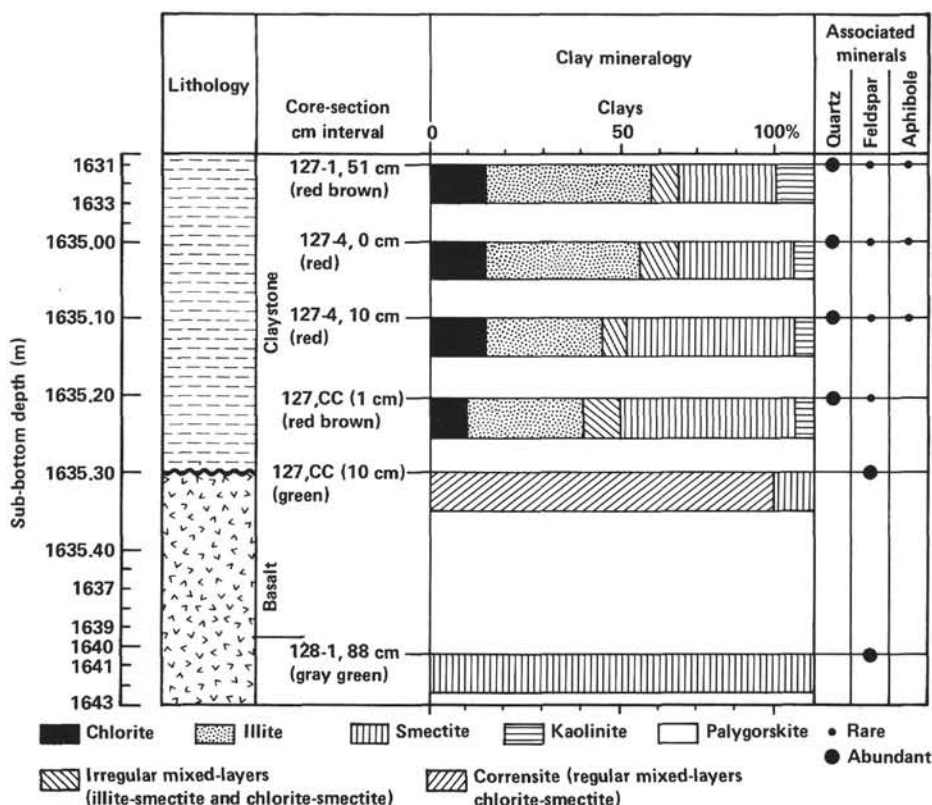 Lithology
Core-section
cm interval
Clay mineralogy
Clays
0 50 100%
Associated
minerals
Quartz
Feldspar
Aphibole
Sub-bottom depth (m)
1631
1633
1635,00
1635,10
1635,20
1635,30
1635,40
1637
1639
1640
1641
1643
Claystone
Basalt
127-1, 51 cm
(red brown)
127-4, 0 cm
(red)
127-4, 10 cm
(red)
127,CC (1 cm)
(red brown)
127,CC (10 cm)
(green)
128-1, 88 cm
(gray green)
Chlorite Illite Smectite Kaolinite Palygorskite Rare
Abundant
Irregular mixed-layers
(illite-smectite and chlorite-smectite)
Corrensite (regular mixed-layers
chlorite-smectite)